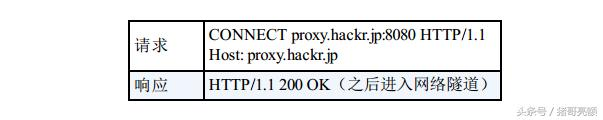 请求
CONNECT proxy.hackr.jp:8080 HTTP/1.1
Host: proxy.hackr.jp
响应
HTTP/1.1 200 OK（之后进入网络隧道）
头条号 / 猪哥亮额